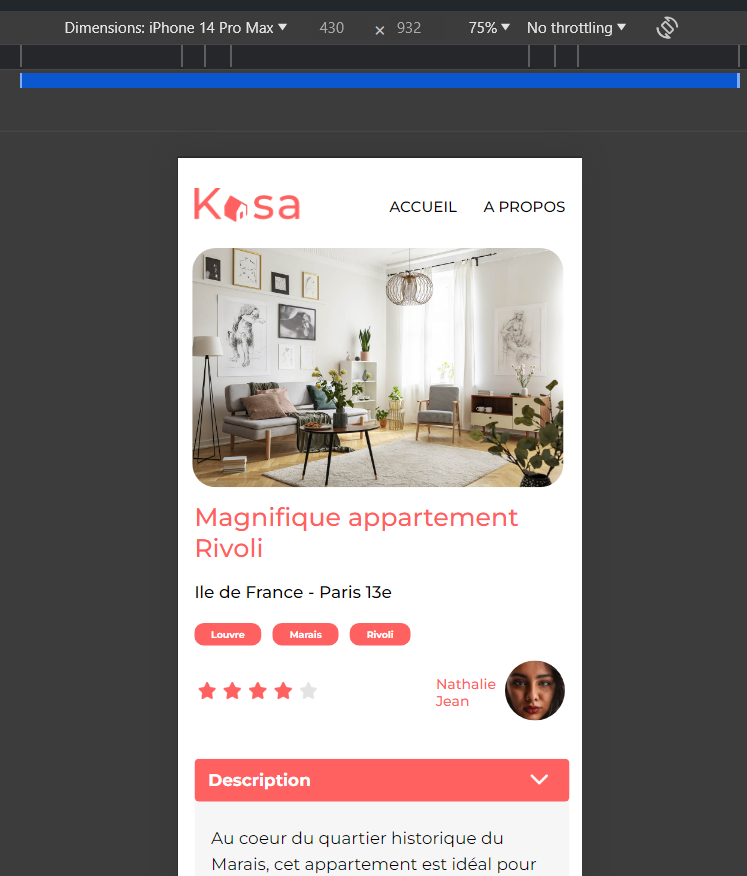 Dimensions: iPhone 14 Pro Max 430 × 932 75% No throttling
Kasa ACCUEIL A PROPOS
Magnifique appartement
Rivoli
Ile de France - Paris 13e
Louvre Marais Rivoli
Nathalie
Jean
Description
Au coeur du quartier historique du
Marais, cet appartement est idéal pour